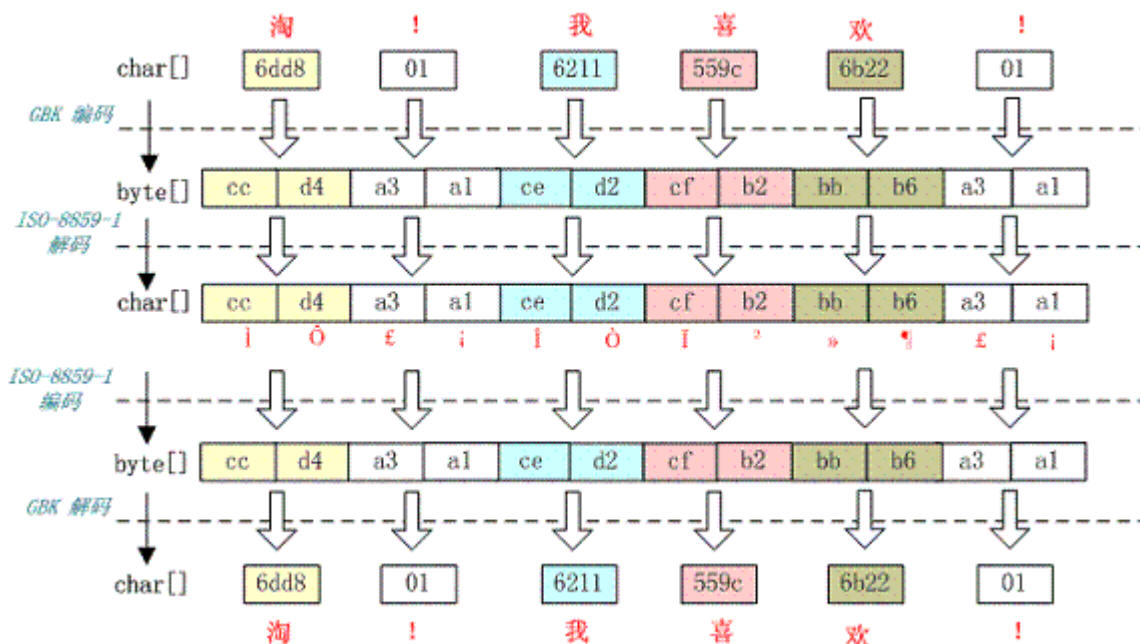 淘 ! 我 喜 欢 !
char[] 6dd8 01 6211 559c 6b22 01
GBK 编码
byte[] cc d4 a3 a1 ce d2 cf b2 bb b6 a3 a1
ISO-8859-1
解码
char[] cc d4 a3 a1 ce d2 cf b2 bb b6 a3 a1
Ì Ô £ ¡ Î Ò Ï ² » ¶ £ ¡
ISO-8859-1
编码
byte[] cc d4 a3 a1 ce d2 cf b2 bb b6 a3 a1
GBK 解码
char[] 6dd8 01 6211 559c 6b22 01
淘 ! 我 喜 欢 !